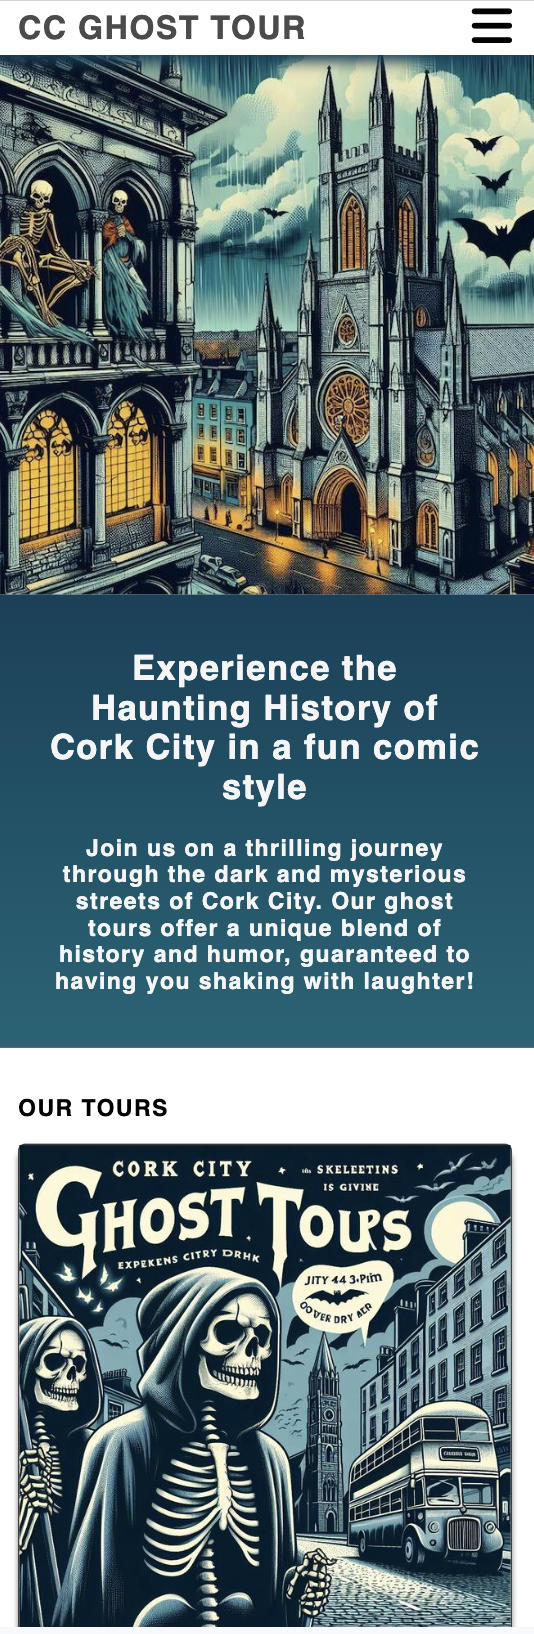 CC GHOST TOUR
Experience the
Haunting History of
Cork City in a fun comic
style
Join us on a thrilling journey
through the dark and mysterious
streets of Cork City. Our ghost
tours offer a unique blend of
history and humor, guaranteed to
having you shaking with laughter!
OUR TOURS
CORK CITY
SKELEETINS
IS GIVINE
GHOST TOURS
EXPEKENS CITRY DRHK
JITY 44 3.PIM
OOVER DRY